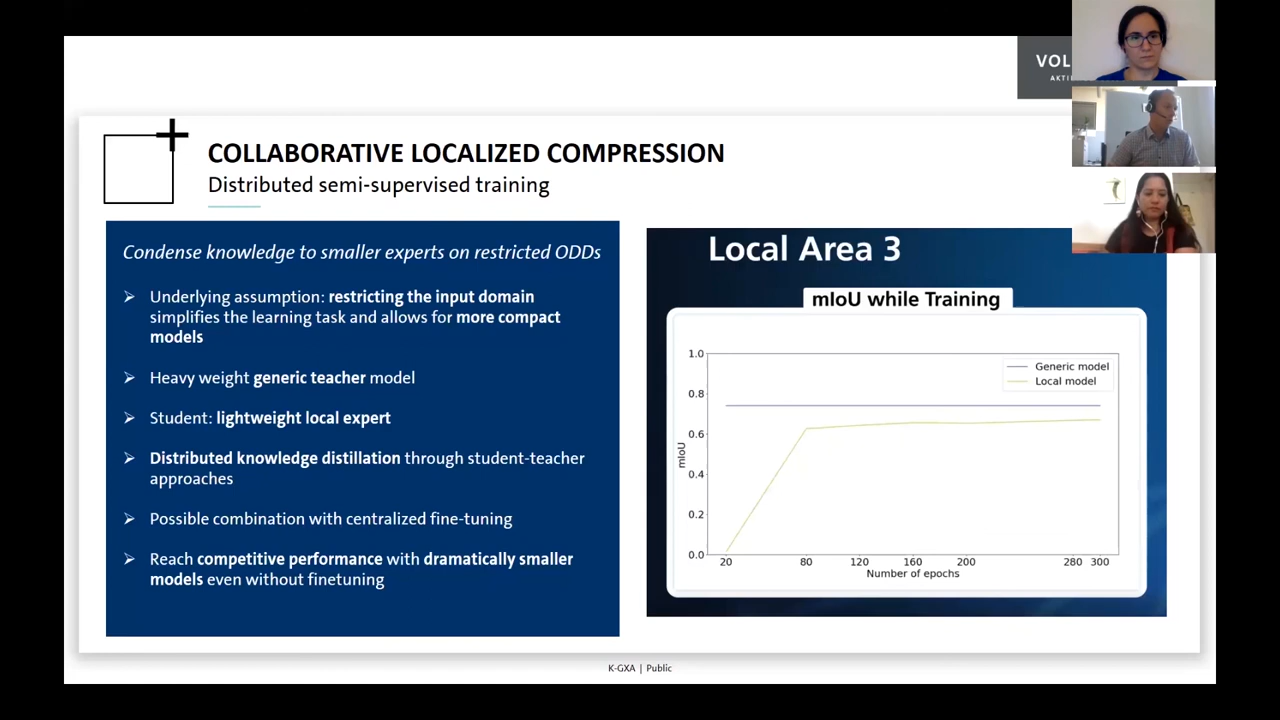 VOL
AKTI
COLLABORATIVE LOCALIZED COMPRESSION
Distributed semi-supervised training
Condense knowledge to smaller experts on restricted ODDs
➢ Underlying assumption: restricting the input domain
simplifies the learning task and allows for more compact
models
➢ Heavy weight generic teacher model
➢ Student: lightweight local expert
➢ Distributed knowledge distillation through student-teacher
approaches
➢ Possible combination with centralized fine-tuning
➢ Reach competitive performance with dramatically smaller
models even without finetuning
Local Area 3
mIoU while Training
1.0
0.8
0.6
0.4
0.2
0.0
mIoU
Generic model
Local model
20 80 120 160 200 280 300
Number of epochs
K-GXA | Public